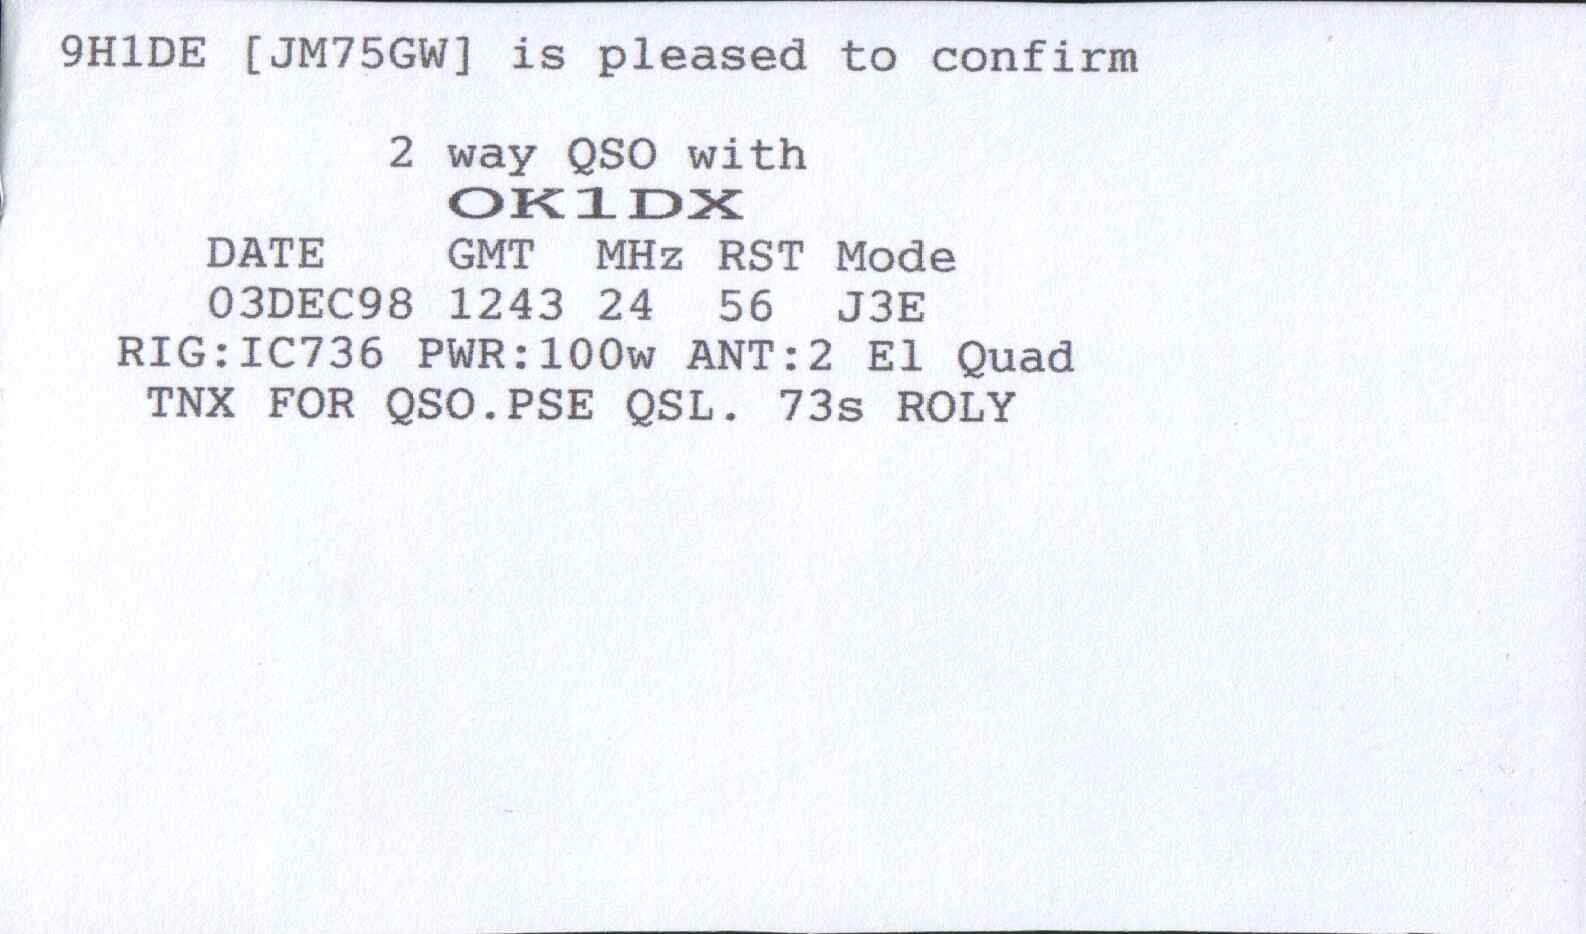 9H1DE [JM75GW] is pleased to confirm
2 way QSO with
OK1DX
DATE GMT MHz RST Mode
03DEC98 1243 24 56 J3E
RIG:IC736 PWR:100w ANT:2 El Quad
TNX FOR QSO.PSE QSL. 73s ROLY